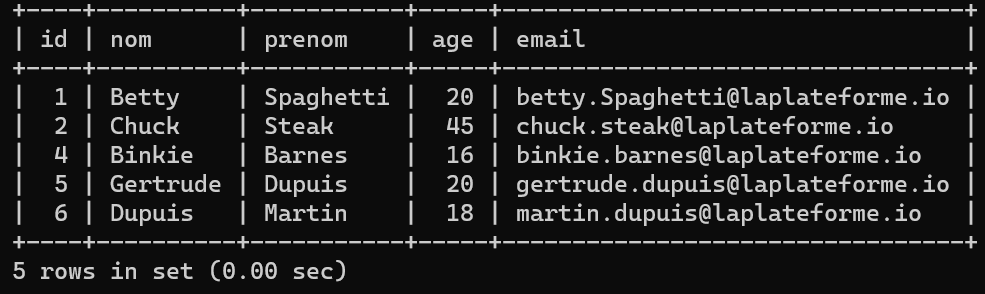 +----+----------+-----------+-----+-------------------------------+
| id | nom      | prenom    | age | email                         |
+----+----------+-----------+-----+-------------------------------+
|  1 | Betty    | Spaghetti |  20 | betty.Spaghetti@laplateforme.io |
|  2 | Chuck    | Steak     |  45 | chuck.steak@laplateforme.io   |
|  4 | Binkie   | Barnes    |  16 | binkie.barnes@laplateforme.io |
|  5 | Gertrude | Dupuis    |  20 | gertrude.dupuis@laplateforme.io |
|  6 | Dupuis   | Martin    |  18 | martin.dupuis@laplateforme.io |
+----+----------+-----------+-----+-------------------------------+
5 rows in set (0.00 sec)